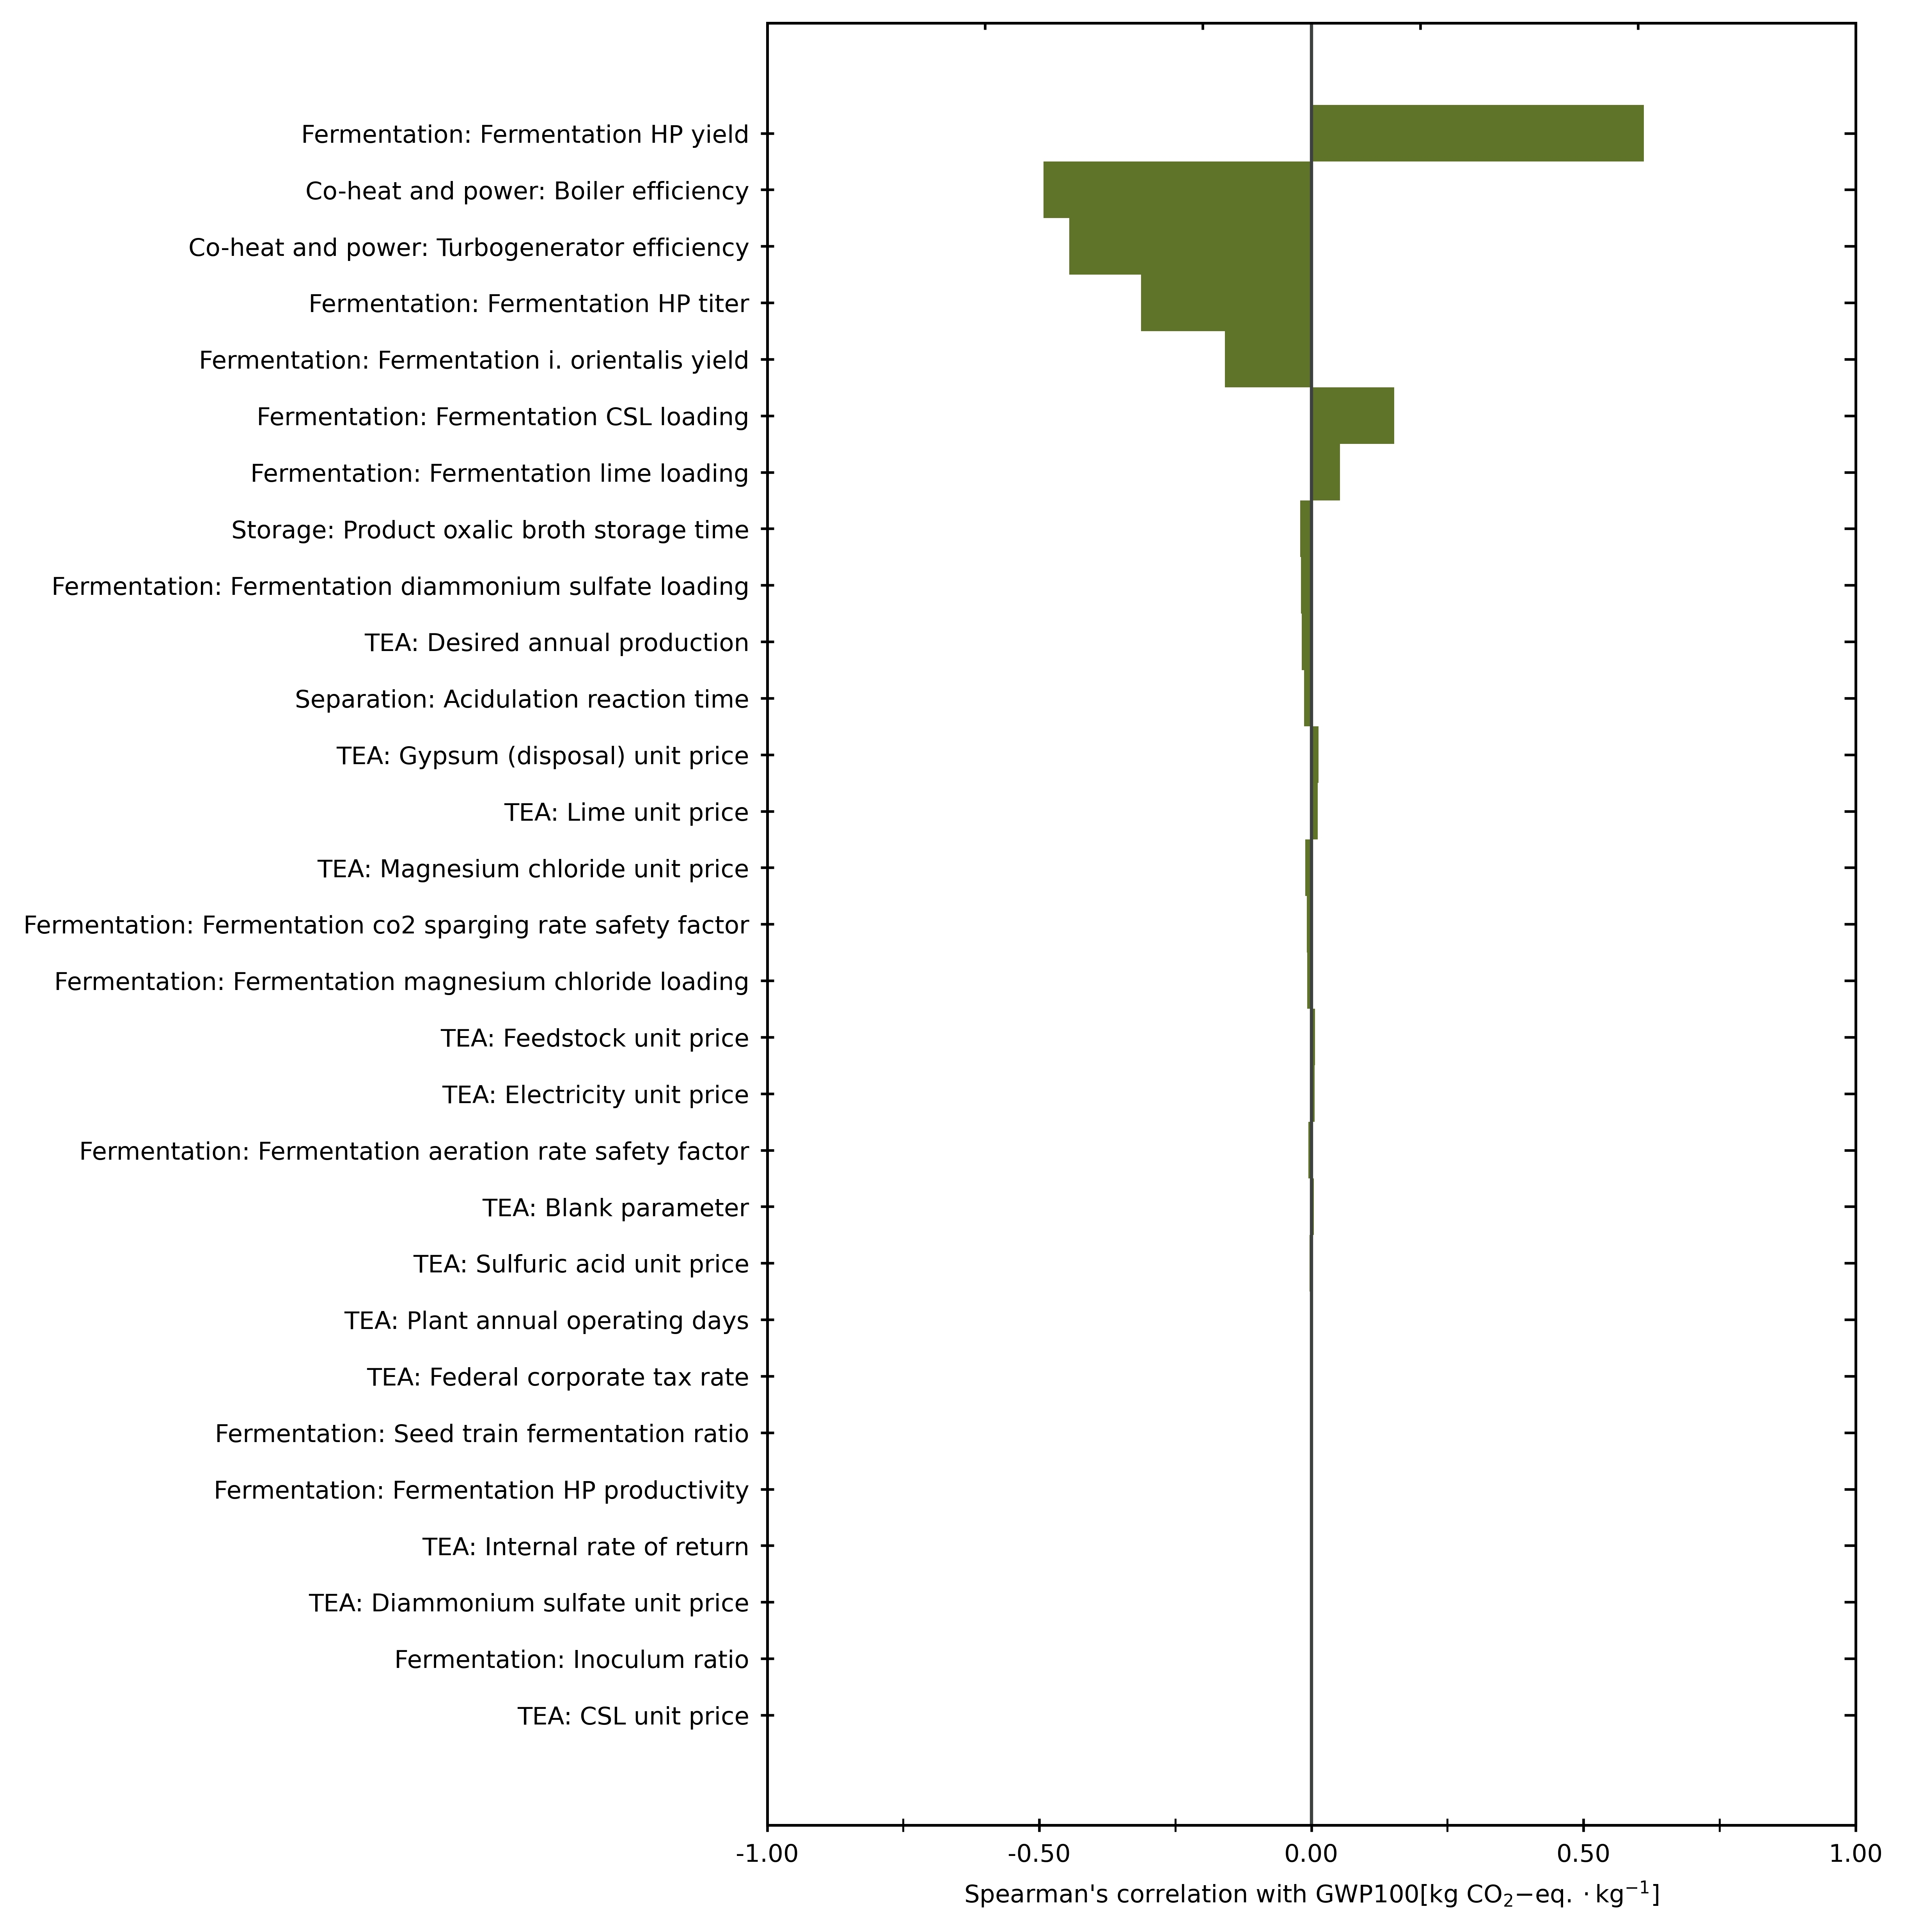 Fermentation: Fermentation HP yield
Co-heat and power: Boiler efficiency
Co-heat and power: Turbogenerator efficiency
Fermentation: Fermentation HP titer
Fermentation: Fermentation i. orientalis yield
Fermentation: Fermentation CSL loading
Fermentation: Fermentation lime loading
Storage: Product oxalic broth storage time
Fermentation: Fermentation diammonium sulfate loading
TEA: Desired annual production
Separation: Acidulation reaction time
TEA: Gypsum (disposal) unit price
TEA: Lime unit price
TEA: Magnesium chloride unit price
Fermentation: Fermentation co2 sparging rate safety factor
Fermentation: Fermentation magnesium chloride loading
TEA: Feedstock unit price
TEA: Electricity unit price
Fermentation: Fermentation aeration rate safety factor
TEA: Blank parameter
TEA: Sulfuric acid unit price
TEA: Plant annual operating days
TEA: Federal corporate tax rate
Fermentation: Seed train fermentation ratio
Fermentation: Fermentation HP productivity
TEA: Internal rate of return
TEA: Diammonium sulfate unit price
Fermentation: Inoculum ratio
TEA: CSL unit price
-1.00 -0.50 0.00 0.50 1.00
Spearman's correlation with GWP100[kg CO₂−eq. · kg⁻¹]